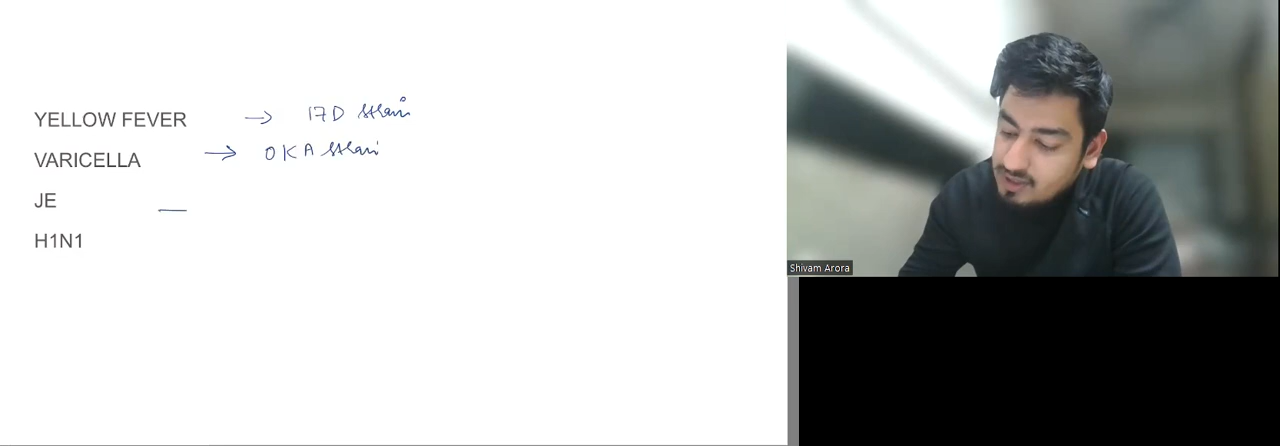 YELLOW FEVER → 17D strain
VARICELLA → OKA strain
JE —
H1N1
Shivam Arora